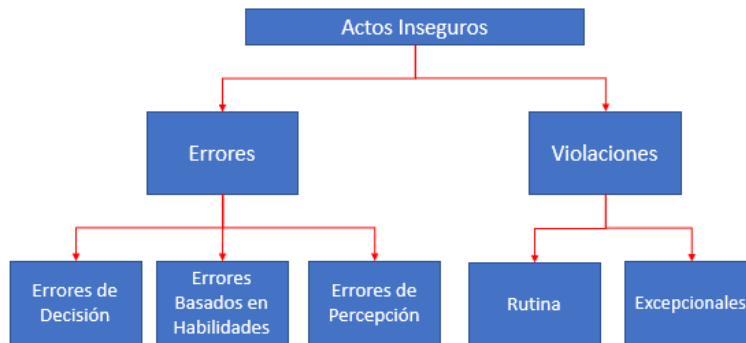 Actos Inseguros
Errores
Violaciones
Errores de
Decisión
Errores
Basados en
Habilidades
Errores de
Percepción
Rutina
Excepcionales